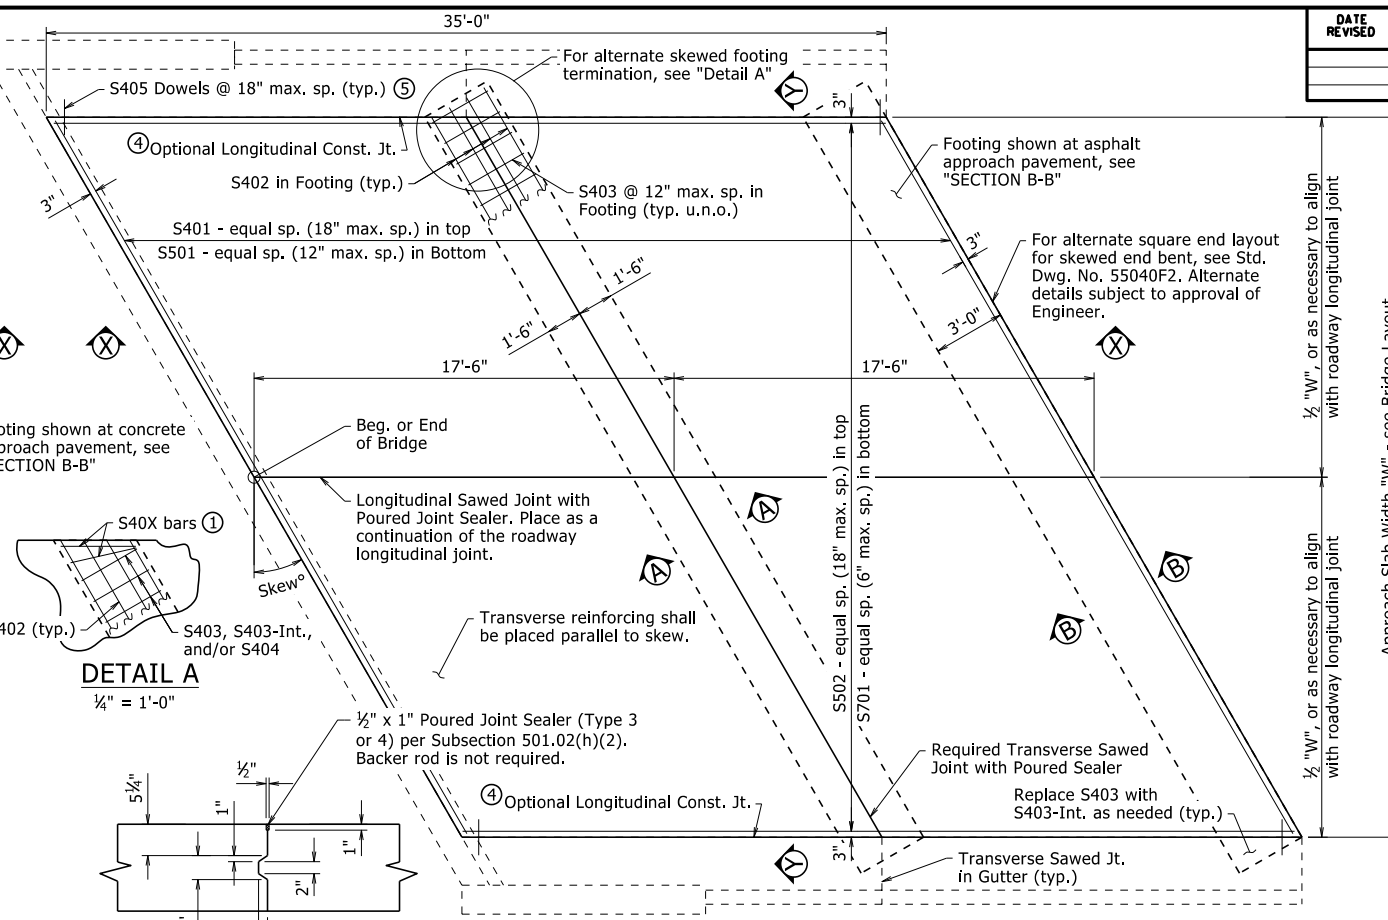 35'-0"
DATE
REVISED
For alternate skewed footing
termination, see "Detail A"
S405 Dowels @ 18" max. sp. (typ.) ⑤
Y
3"
④ Optional Longitudinal Const. Jt.
Footing shown at asphalt
approach pavement, see
"SECTION B-B"
S402 in Footing (typ.)
S403 @ 12" max. sp. in
Footing (typ. u.n.o.)
3"
S401 - equal sp. (18" max. sp.) in top
S501 - equal sp. (12" max. sp.) in Bottom
3"
For alternate square end layout
for skewed end bent, see Std.
Dwg. No. 55040F2. Alternate
details subject to approval of
Engineer.
½ "W", or as necessary to align
with roadway longitudinal joint
1'-6"
1'-6"
3'-0"
X
X
X
17'-6"
17'-6"
Approach Slab Width "W" - see Bridge Layout
oting shown at concrete
proach pavement, see
ECTION B-B"
Beg. or End
of Bridge
S502 - equal sp. (18" max. sp.) in top
S701 - equal sp. (6" max. sp.) in bottom
Longitudinal Sawed Joint with
Poured Joint Sealer. Place as a
continuation of the roadway
longitudinal joint.
A
A
B
B
S40X bars ①
Skew°
½ "W", or as necessary to align
with roadway longitudinal joint
402 (typ.)
S403, S403-Int.,
and/or S404
Transverse reinforcing shall
be placed parallel to skew.
DETAIL A
¼" = 1'-0"
½" x 1" Poured Joint Sealer (Type 3
or 4) per Subsection 501.02(h)(2).
Backer rod is not required.
Required Transverse Sawed
Joint with Poured Sealer
½"
5¼"
1"
1"
2"
④ Optional Longitudinal Const. Jt.
Replace S403 with
S403-Int. as needed (typ.)
3"
Y
Transverse Sawed Jt.
in Gutter (typ.)